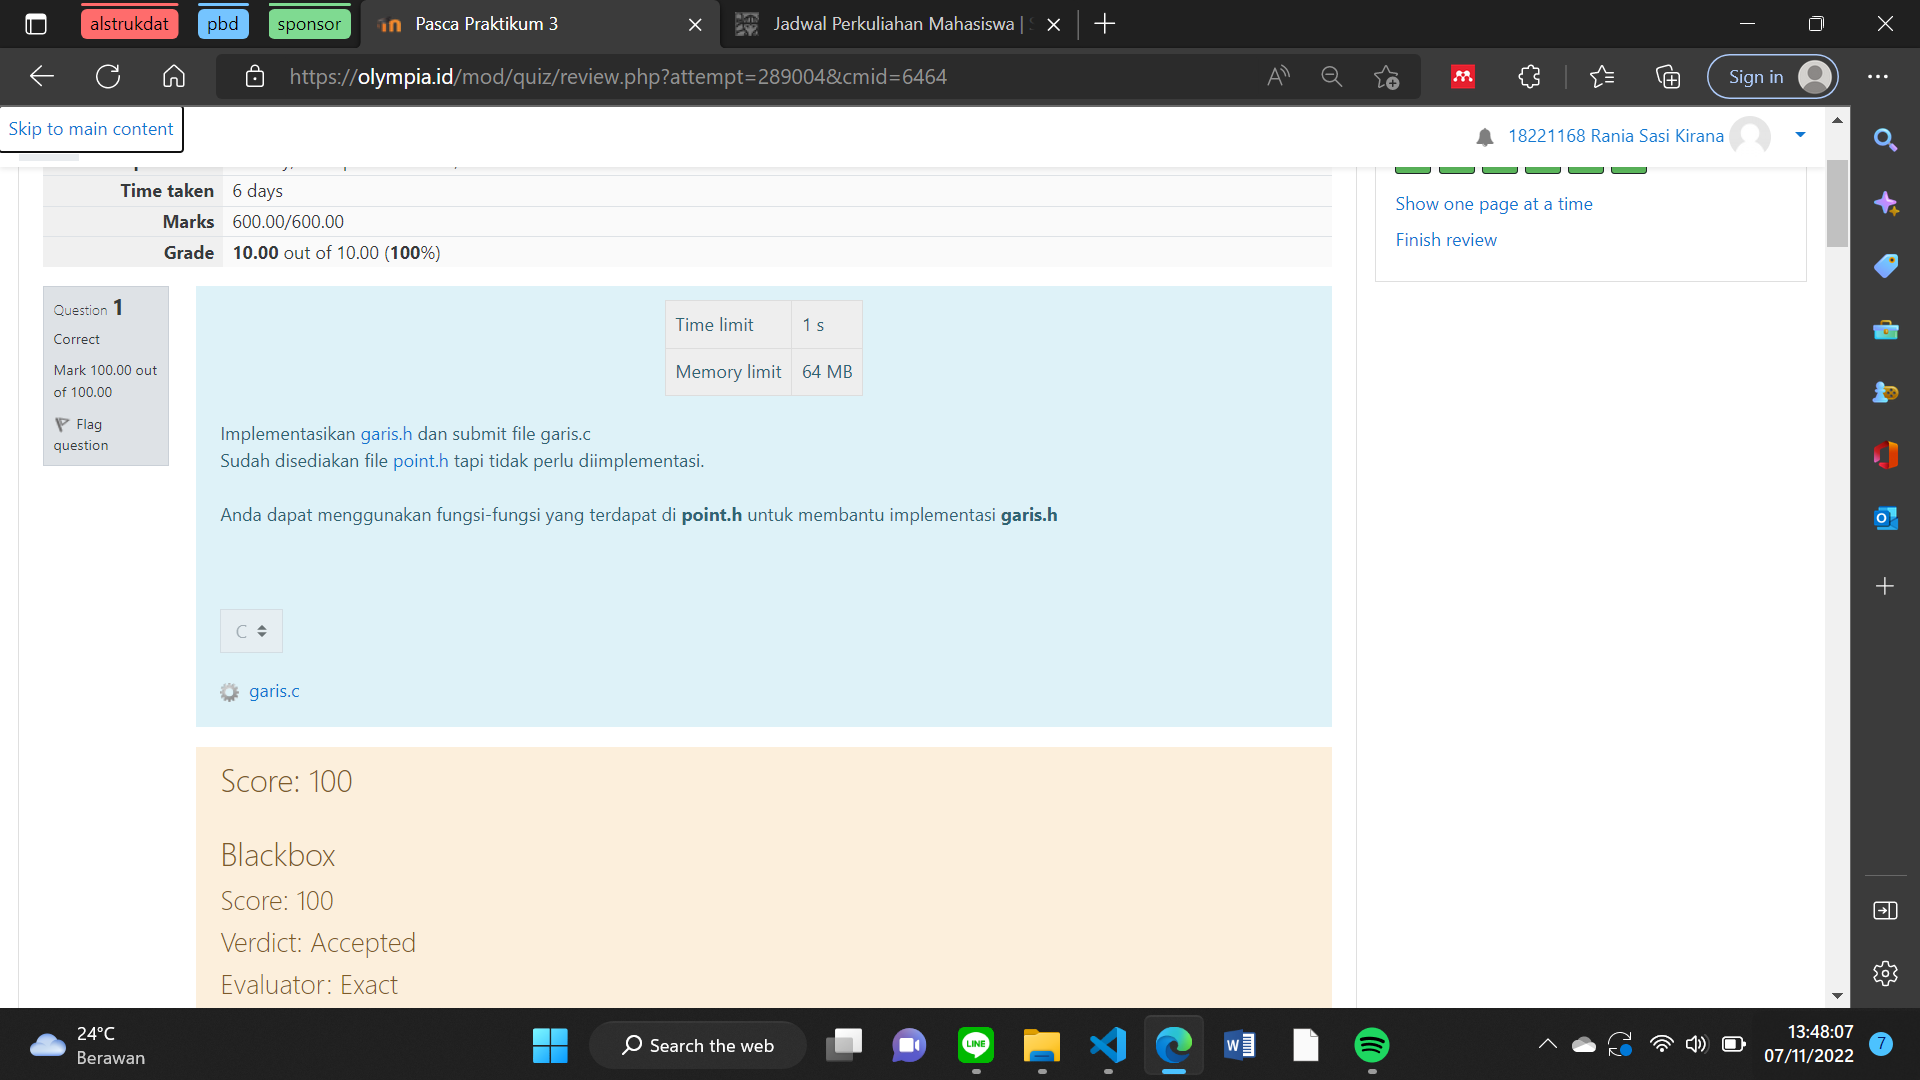 alstrukdat
pbd
sponsor
Pasca Praktikum 3
Jadwal Perkuliahan Mahasiswa |
https://olympia.id/mod/quiz/review.php?attempt=289004&cmid=6464
Sign in
Skip to main content
18221168 Rania Sasi Kirana
Time taken 6 days
Marks 600.00/600.00
Grade 10.00 out of 10.00 (100%)
Show one page at a time
Finish review
Question 1
Correct
Mark 100.00 out
of 100.00
Flag
question
Time limit 1 s
Memory limit 64 MB
Implementasikan garis.h dan submit file garis.c
Sudah disediakan file point.h tapi tidak perlu diimplementasi.
Anda dapat menggunakan fungsi-fungsi yang terdapat di point.h untuk membantu implementasi garis.h
C
garis.c
Score: 100
Blackbox
Score: 100
Verdict: Accepted
Evaluator: Exact
24°C
Berawan
Search the web
LINE
13:48:07
07/11/2022
7